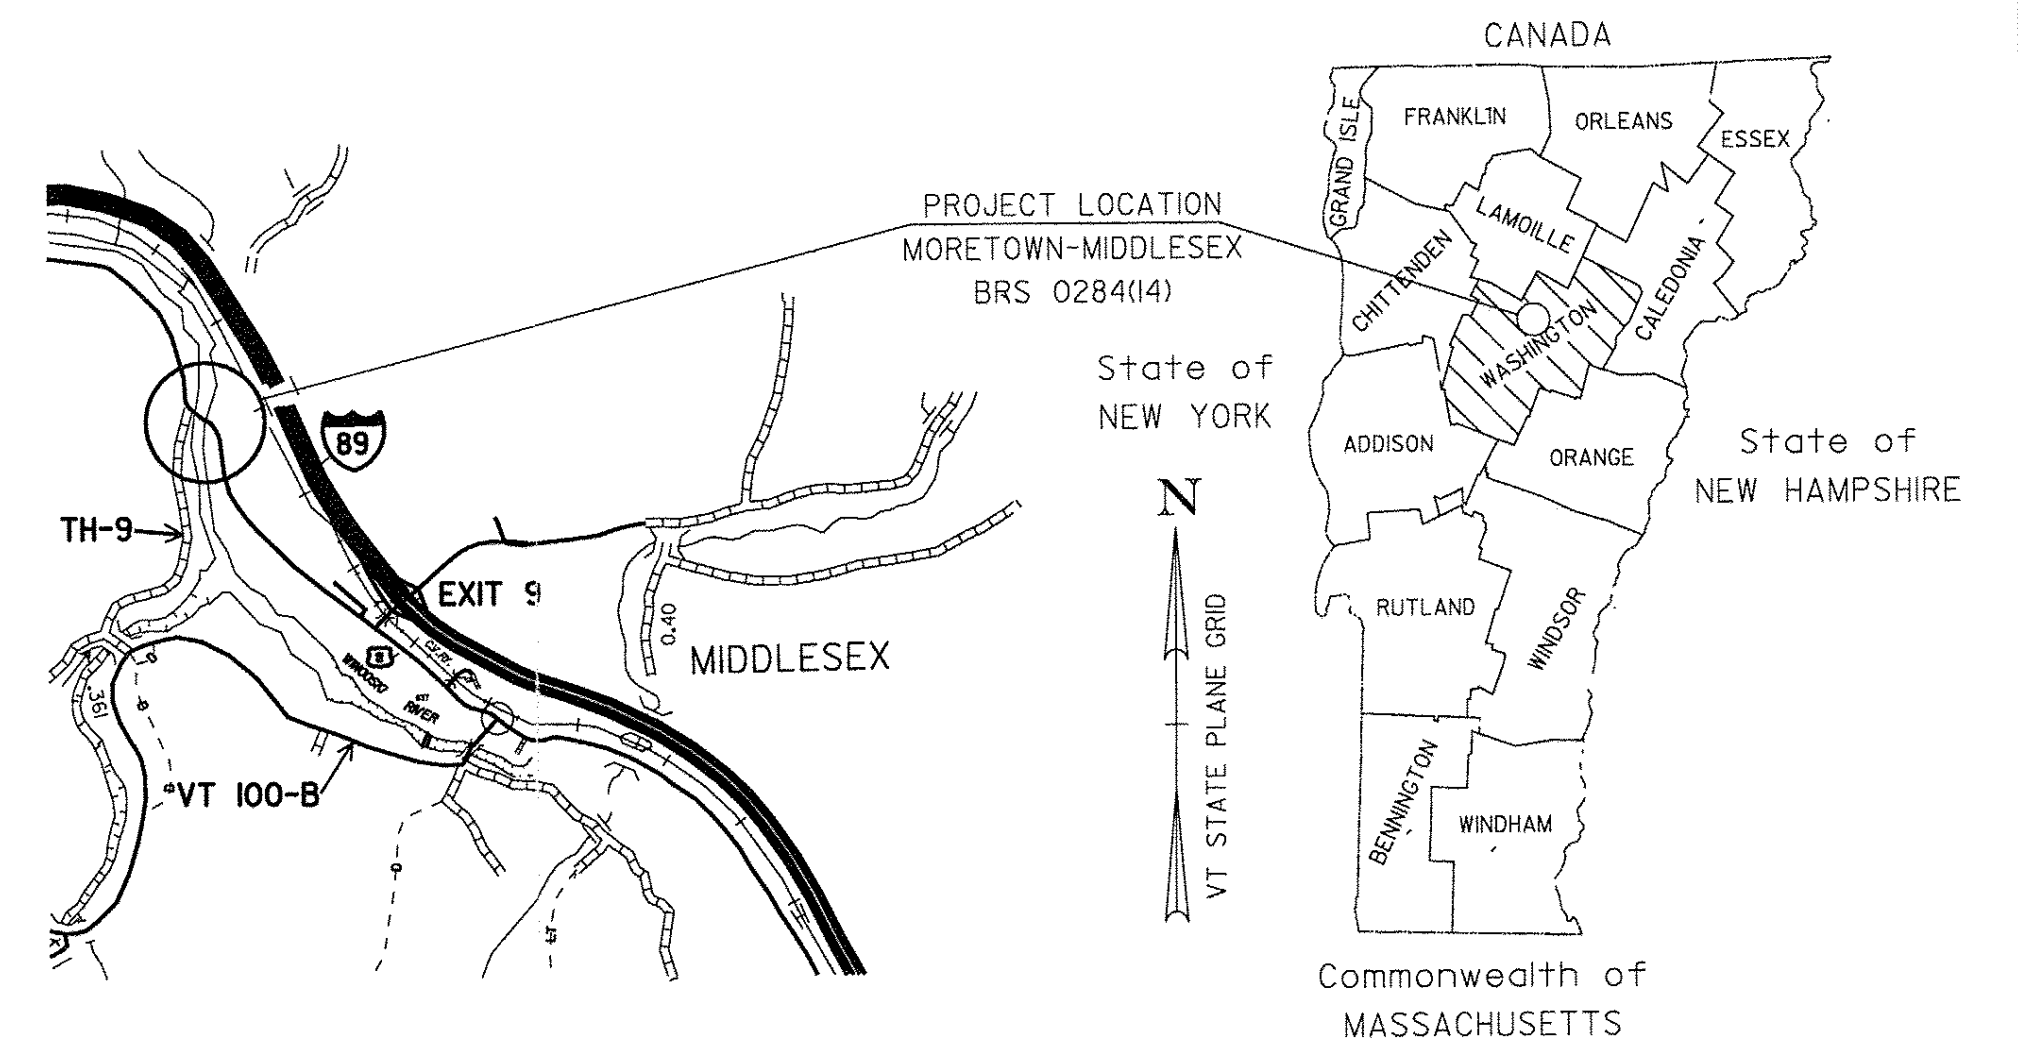 CANADA
FRANKLIN
ORLEANS
ESSEX
GRAND ISLE
LAMOILLE
CHITTENDEN
CALEDONIA
WASHINGTON
ADDISON
ORANGE
RUTLAND
WINDSOR
BENNINGTON
WINDHAM
PROJECT LOCATION
MORETOWN-MIDDLESEX
BRS 0284(14)
State of
NEW YORK
State of
NEW HAMPSHIRE
Commonwealth of
MASSACHUSETTS
N
VT STATE PLANE GRID
89
TH-9
EXIT 9
MIDDLESEX
0.40
.361
C.V. RY.
WINOOSKI
RIVER
VT 100-B